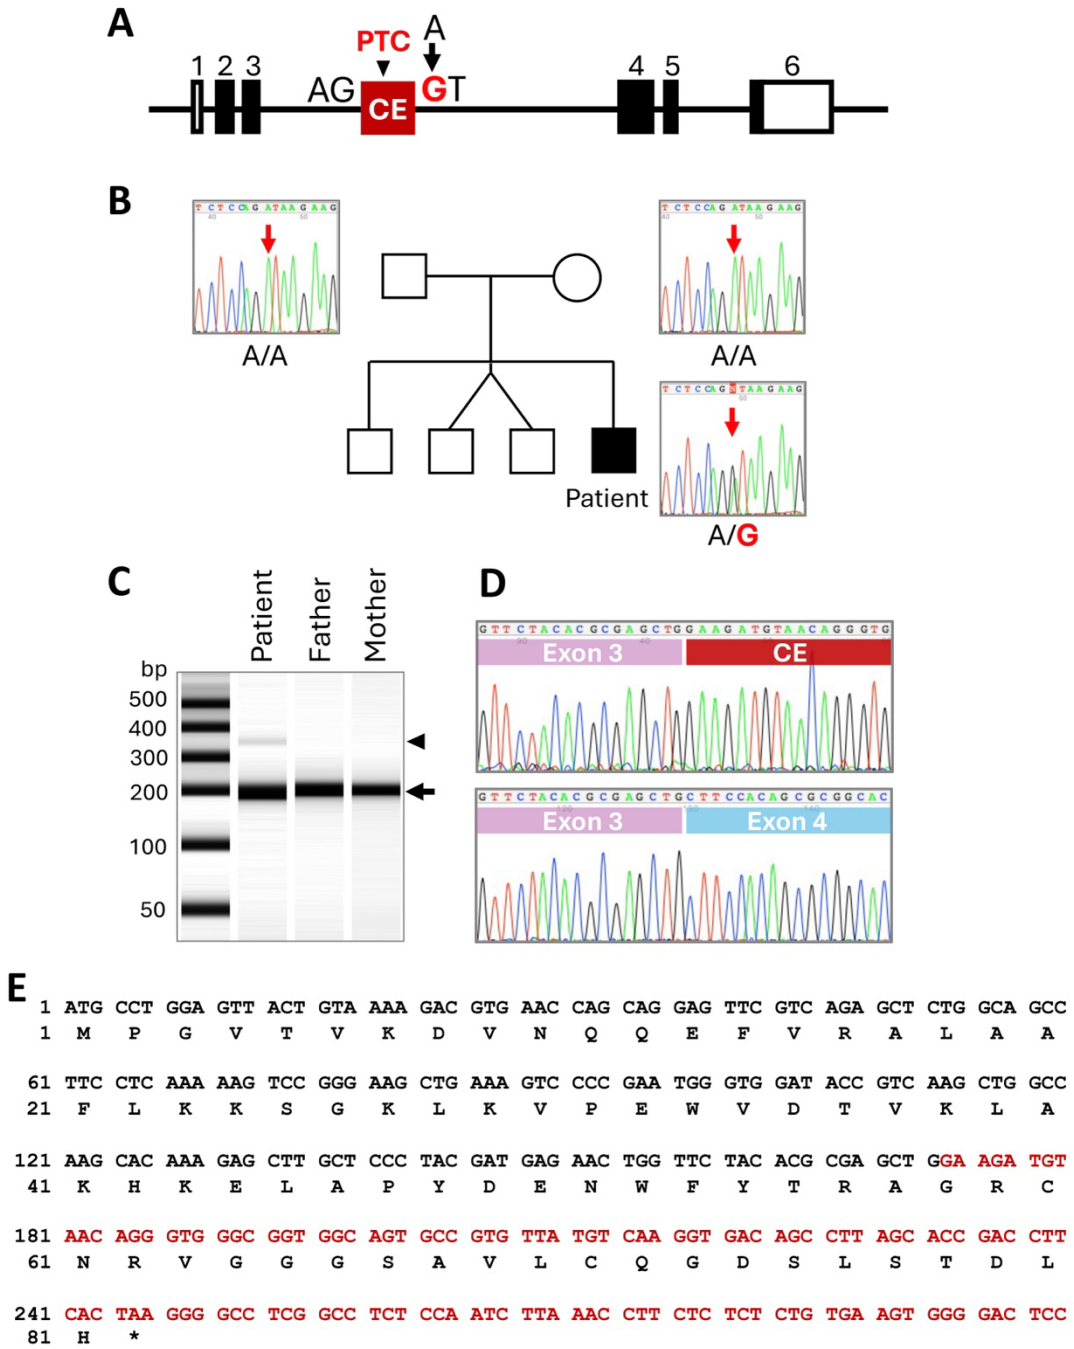 A
A
PTC
1 2 3 AG CE GT 4 5 6
B
T C T C C A G A T A A G A A G
40 50
A/A
T C T C C A G A T A A G A A G
40 50
A/A
T C T C C A G N T A A G A A G
50
Patient
A/G
C
Patient
Father
Mother
bp
500
400
300
200
100
50
D
G T T C T A C A C G C G A G C T G G A A G A T G T A A C A G G G T G
Exon 3 CE
G T T C T A C A C G C G A G C T G C T T C C A C A G C G C G G C A C
Exon 3 Exon 4
E
1 ATG CCT GGA GTT ACT GTA AAA GAC GTG AAC CAG CAG GAG TTC GTC AGA GCT CTG GCA GCC
1 M P G V T V K D V N Q Q E F V R A L A A
61 TTC CTC AAA AAG TCC GGG AAG CTG AAA GTC CCC GAA TGG GTG GAT ACC GTC AAG CTG GCC
21 F L K K S G K L K V P E W V D T V K L A
121 AAG CAC AAA GAG CTT GCT CCC TAC GAT GAG AAC TGG TTC TAC ACG CGA GCT GGA AGA TGT
41 K H K E L A P Y D E N W F Y T R A G R C
181 AAC AGG GTG GGC GGT GGC AGT GCC GTG TTA TGT CAA GGT GAC AGC CTT AGC ACC GAC CTT
61 N R V G G G S A V L C Q G D S L S T D L
241 CAC TAA GGG GCC TCG GCC TCT CCA ATC TTA AAC CTT CTC TCT CTG TGA AGT GGG GAC TCC
81 H *